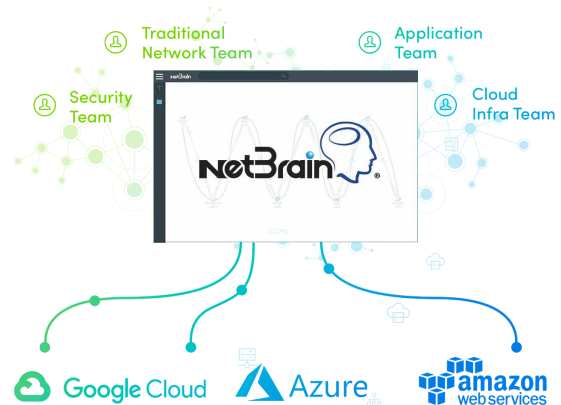 Traditional
Network Team
Application
Team
Security
Team
Cloud
Infra Team
netBrain
NetBrain®
Google Cloud
Azure
amazon
web services